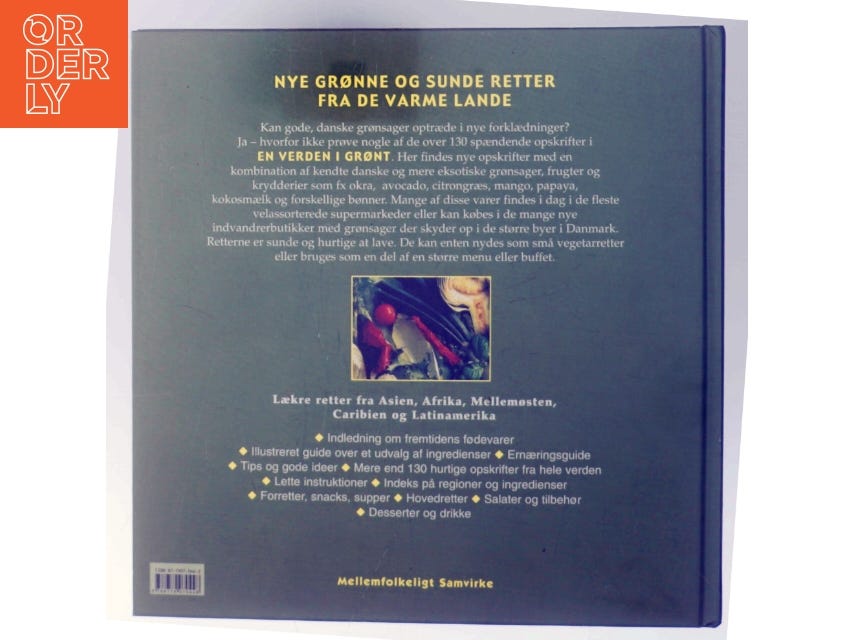 OR
DER
LY
NYE GRØNNE OG SUNDE RETTER
FRA DE VARME LANDE
Kan gode, danske grønsager optræde i nye forklædninger?
Ja – hvorfor ikke prøve nogle af de over 130 spændende opskrifter i
EN VERDEN I GRØNT. Her findes nye opskrifter med en
kombination af kendte danske og mere eksotiske grønsager, frugter og
krydderier som fx okra, avocado, citrongræs, mango, papaya,
kokosmælk og forskellige bønner. Mange af disse varer findes i dag i de fleste
velassorterede supermarkeder eller kan købes i de mange nye
indvandrerbutikker med grønsager der skyder op i de større byer i Danmark.
Retterne er sunde og hurtige at lave. De kan enten nydes som små vegetarretter
eller bruges som en del af en større menu eller buffet.
Lækre retter fra Asien, Afrika, Mellemøsten,
Caribien og Latinamerika
◆ Indledning om fremtidens fødevarer
◆ Illustreret guide over et udvalg af ingredienser ◆ Ernæringsguide
◆ Tips og gode ideer ◆ Mere end 130 hurtige opskrifter fra hele verden
◆ Lette instruktioner ◆ Indeks på regioner og ingredienser
◆ Forretter, snacks, supper ◆ Hovedretter ◆ Salater og tilbehør
◆ Desserter og drikke
Mellemfolkeligt Samvirke